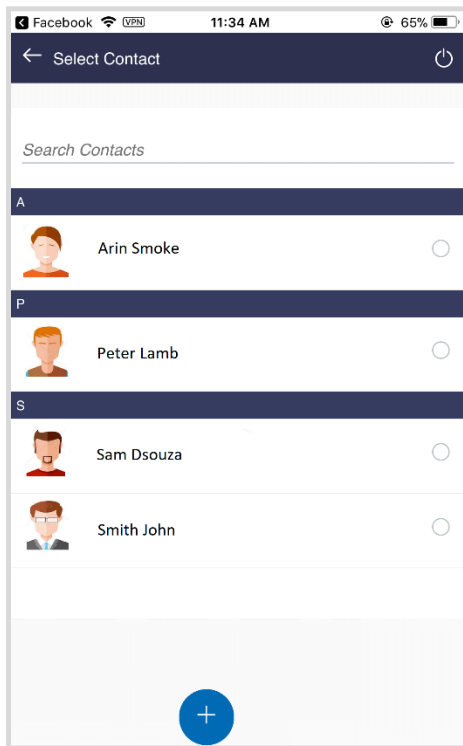 Facebook VPN 11:34 AM 65%
Select Contact
Search Contacts
A
Arin Smoke
P
Peter Lamb
S
Sam Dsouza
Smith John